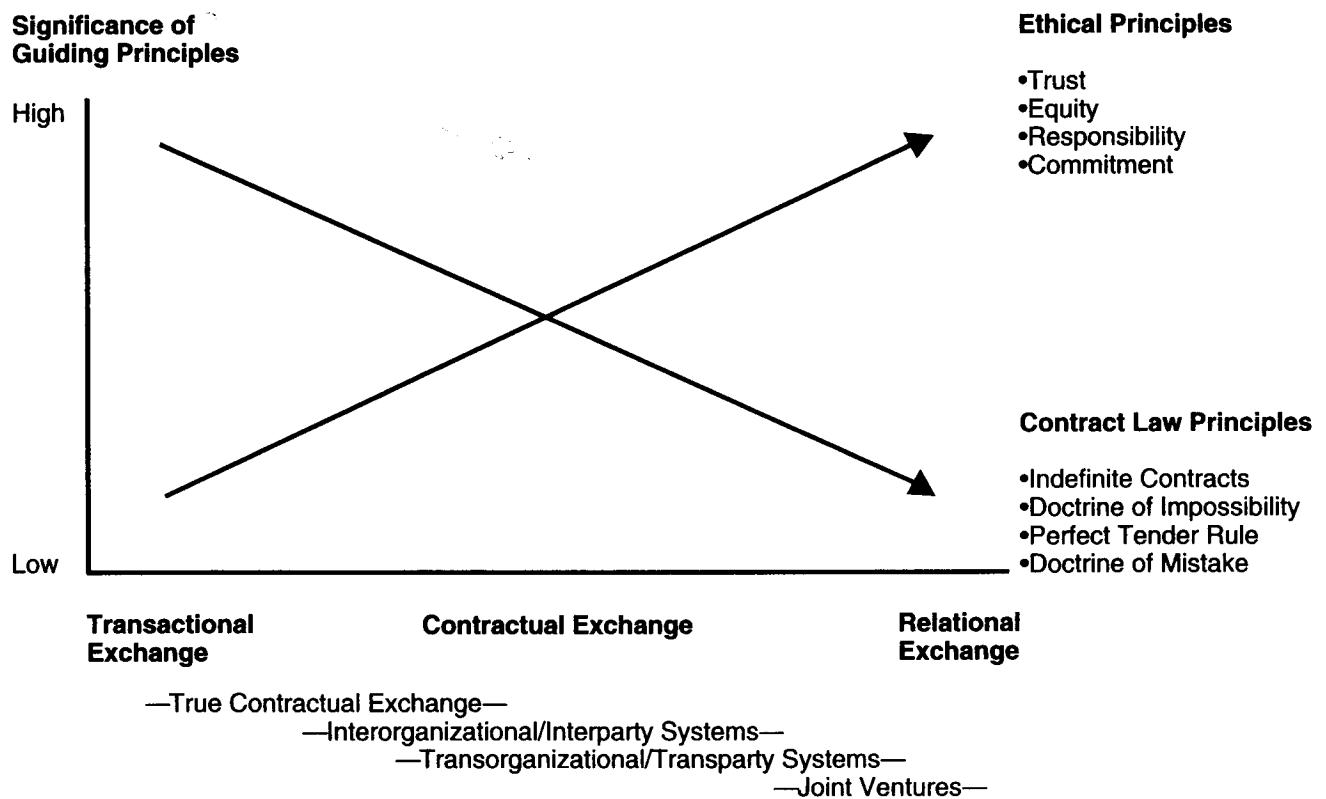 Significance of
Guiding Principles
High
Low
Ethical Principles
•Trust
•Equity
•Responsibility
•Commitment
Contract Law Principles
•Indefinite Contracts
•Doctrine of Impossibility
•Perfect Tender Rule
•Doctrine of Mistake
Transactional
Exchange
Contractual Exchange
Relational
Exchange
—True Contractual Exchange—
—Interorganizational/Interparty Systems—
—Transorganizational/Transparty Systems—
—Joint Ventures—